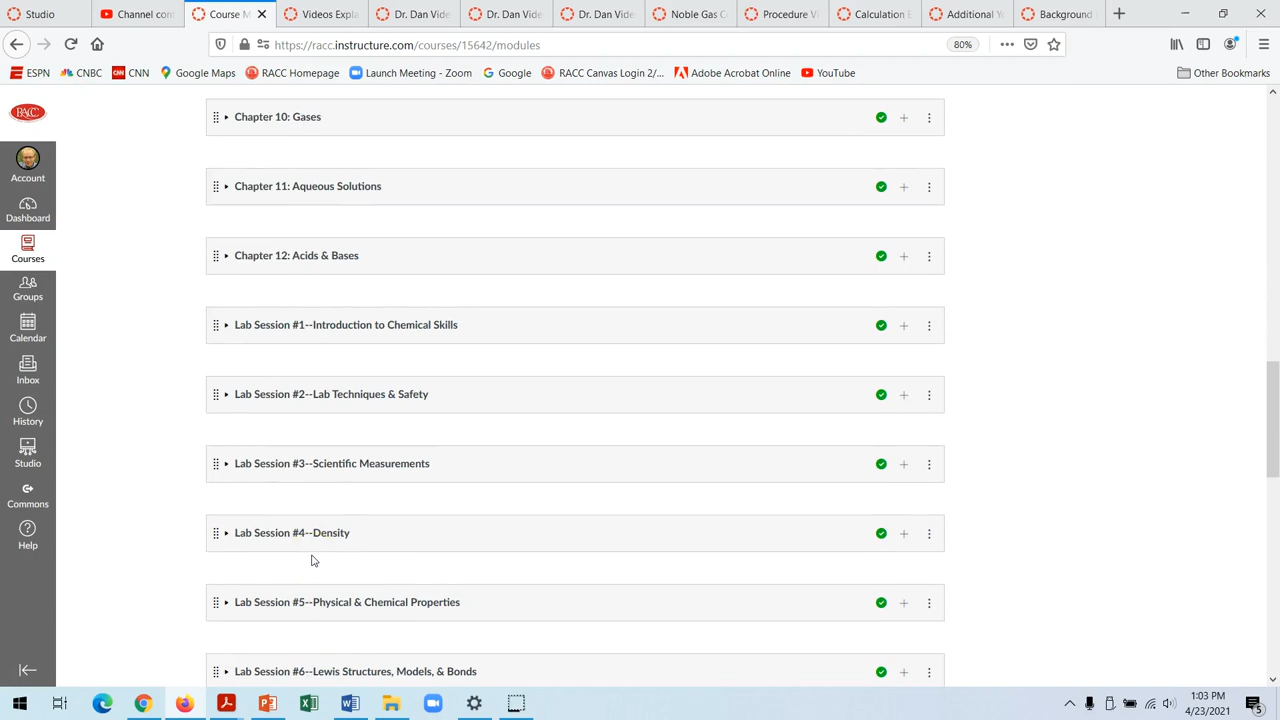 Studio
Channel cont
Course M
Videos Expla
Dr. Dan Vide
Dr. Dan Vide
Dr. Dan Vide
Noble Gas C
Procedure Vi
Calculation E
Additional Yo
Background
https://racc.instructure.com/courses/15642/modules
80%
ESPN
CNBC
CNN
Google Maps
RACC Homepage
Launch Meeting - Zoom
Google
RACC Canvas Login 2/...
Adobe Acrobat Online
YouTube
Other Bookmarks
RACC
Account
Dashboard
Courses
Groups
Calendar
Inbox
History
Studio
Commons
Help
Chapter 10: Gases
Chapter 11: Aqueous Solutions
Chapter 12: Acids & Bases
Lab Session #1--Introduction to Chemical Skills
Lab Session #2--Lab Techniques & Safety
Lab Session #3--Scientific Measurements
Lab Session #4--Density
Lab Session #5--Physical & Chemical Properties
Lab Session #6--Lewis Structures, Models, & Bonds
1:03 PM
4/23/2021
5